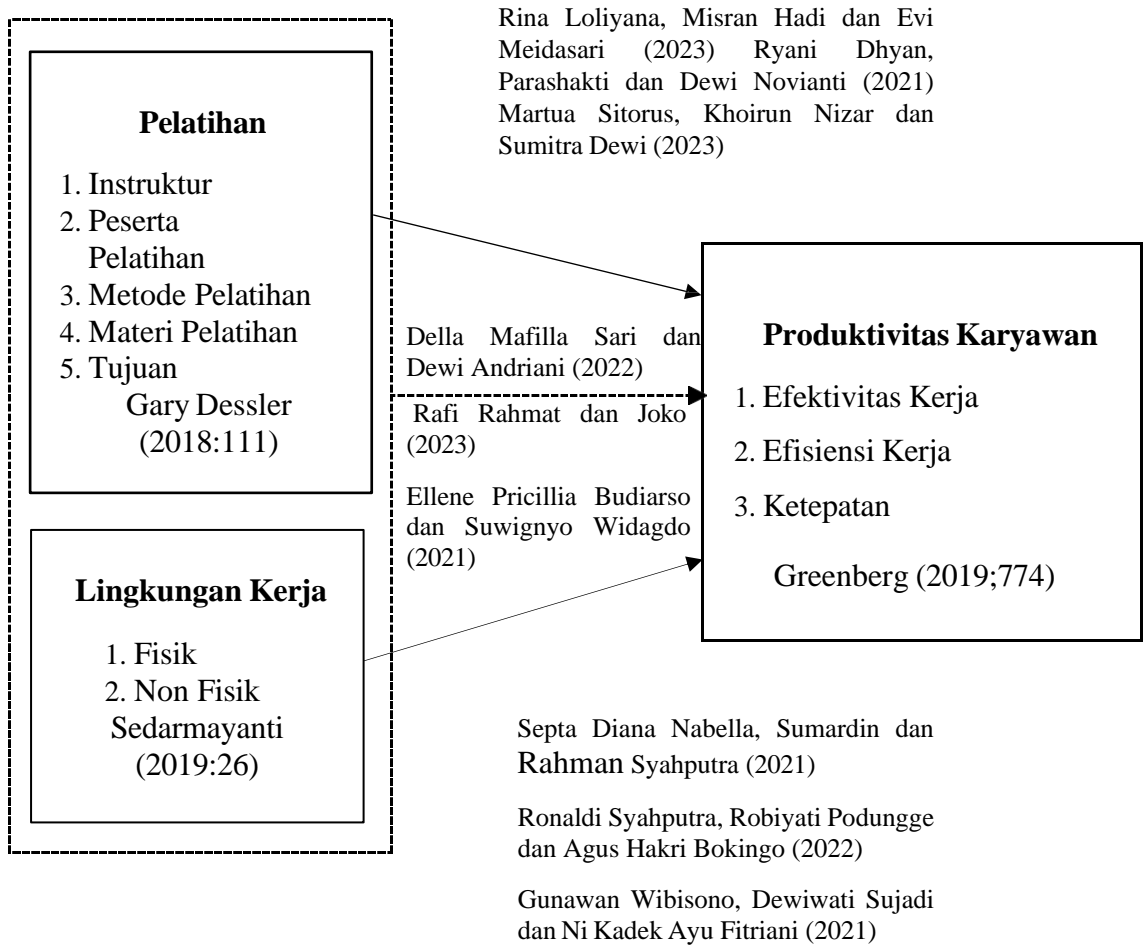 Rina Loliyana, Misran Hadi dan Evi
Meidasari (2023) Ryani Dhyan,
Parashakti dan Dewi Novianti (2021)
Martua Sitorus, Khoirun Nizar dan
Sumitra Dewi (2023)
Pelatihan
1. Instruktur
2. Peserta
Pelatihan
3. Metode Pelatihan
4. Materi Pelatihan
5. Tujuan
Gary Dessler
(2018:111)
Della Mafilla Sari dan
Dewi Andriani (2022)
Rafi Rahmat dan Joko
(2023)
Ellene Pricillia Budiarso
dan Suwignyo Widagdo
(2021)
Produktivitas Karyawan
1. Efektivitas Kerja
2. Efisiensi Kerja
3. Ketepatan
Greenberg (2019;774)
Lingkungan Kerja
1. Fisik
2. Non Fisik
Sedarmayanti
(2019:26)
Septa Diana Nabella, Sumardin dan
Rahman Syahputra (2021)
Ronaldi Syahputra, Robiyati Podungge
dan Agus Hakri Bokingo (2022)
Gunawan Wibisono, Dewiwati Sujadi
dan Ni Kadek Ayu Fitriani (2021)